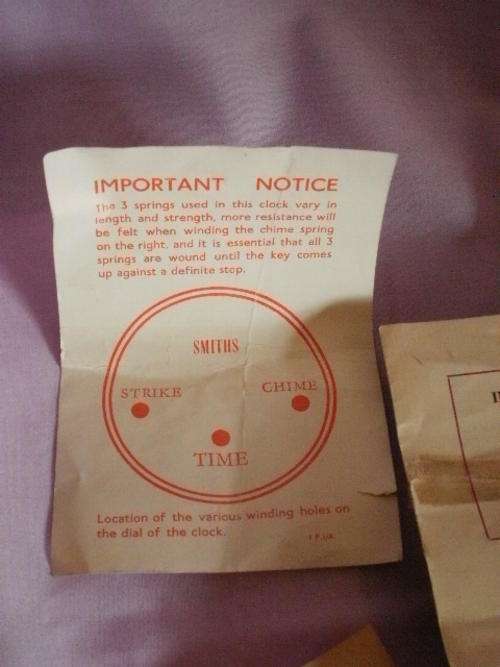 IMPORTANT NOTICE
The 3 springs used in this clock vary in
length and strength, more resistance will
be felt when winding the chime spring
on the right, and it is essential that all 3
springs are wound until the key comes
up against a definite stop.
SMITHS
STRIKE CHIME
TIME
Location of the various winding holes on
the dial of the clock.